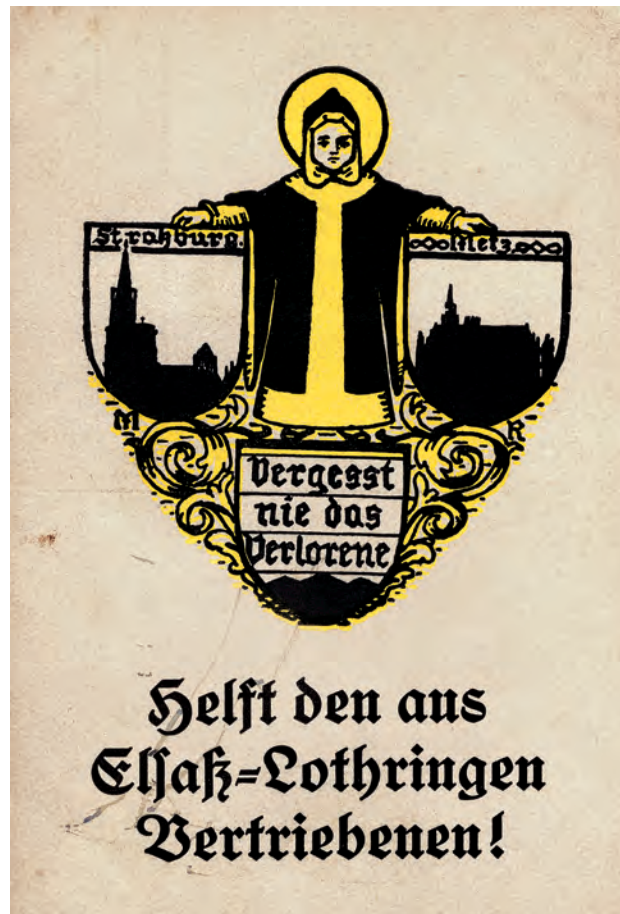 Straßburg.
Metz
M R
Vergesst
nie das
Verlorene
Helft den aus
Elsaß=Lothringen
Vertriebenen!